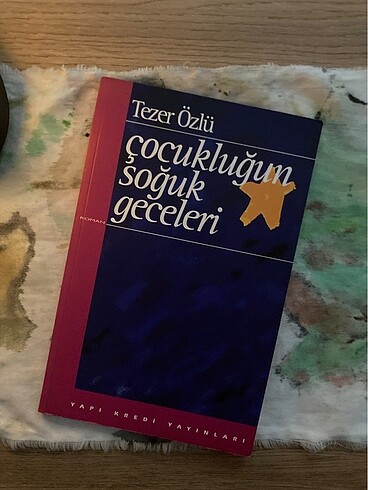 Tezer Özlü
çocukluğun
soğuk
geceleri
ROMAN
YAPI KREDİ YAYINLARI